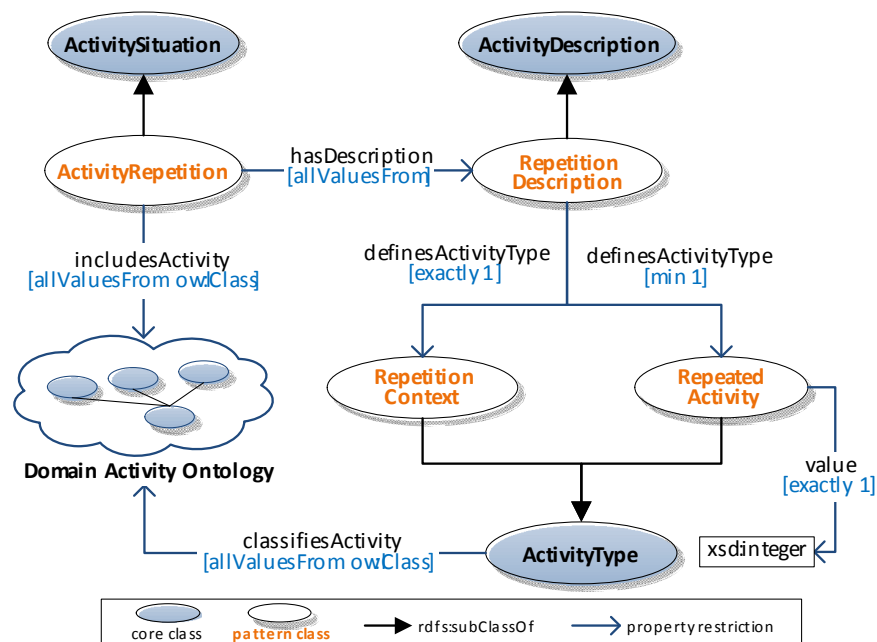 ActivitySituation
ActivityDescription
ActivityRepetition
hasDescription
[allValuesFrom]
Repetition
Description
includesActivity
[allValuesFrom owl:Class]
definesActivityType
[exactly 1]
definesActivityType
[min 1]
Repetition
Context
Repeated
Activity
Domain Activity Ontology
value
[exactly 1]
classifiesActivity
[allValuesFrom owl:Class]
ActivityType
xsd:integer
core class
pattern class
rdfs:subClassOf
property restriction